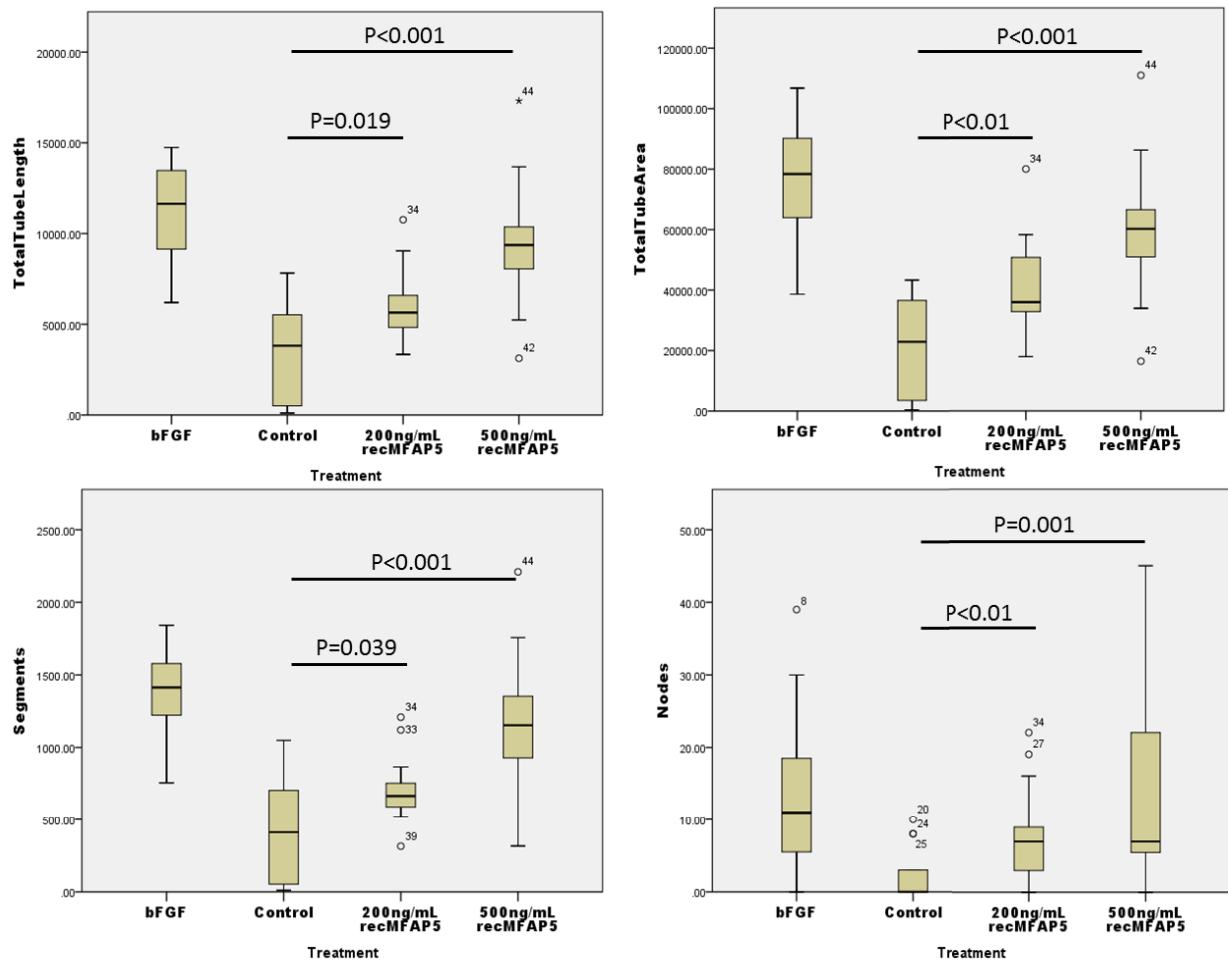 TotalTubeLength
20000.00
15000.00
10000.00
5000.00
.00
P<0.001
P=0.019
44
34
42
bFGF Control 200ng/mL recMFAP5 500ng/mL recMFAP5
Treatment
TotalTubeArea
120000.00
100000.00
80000.00
60000.00
40000.00
20000.00
.00
P<0.001
P<0.01
44
34
42
bFGF Control 200ng/mL recMFAP5 500ng/mL recMFAP5
Treatment
Segments
2500.00
2000.00
1500.00
1000.00
500.00
.00
P<0.001
P=0.039
44
34
33
39
bFGF Control 200ng/mL recMFAP5 500ng/mL recMFAP5
Treatment
Nodes
50.00
40.00
30.00
20.00
10.00
.00
P=0.001
P<0.01
8
20
24
25
34
27
bFGF Control 200ng/mL recMFAP5 500ng/mL recMFAP5
Treatment